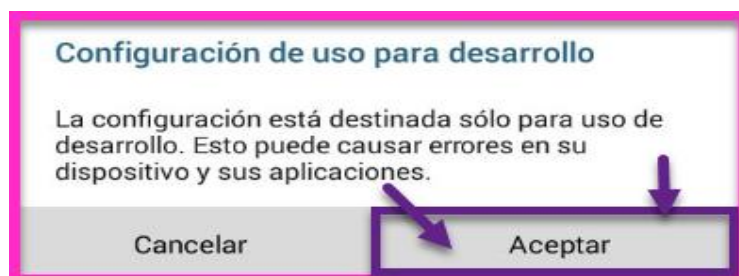 Configuración de uso para desarrollo
La configuración está destinada sólo para uso de
desarrollo. Esto puede causar errores en su
dispositivo y sus aplicaciones.
Cancelar
Aceptar